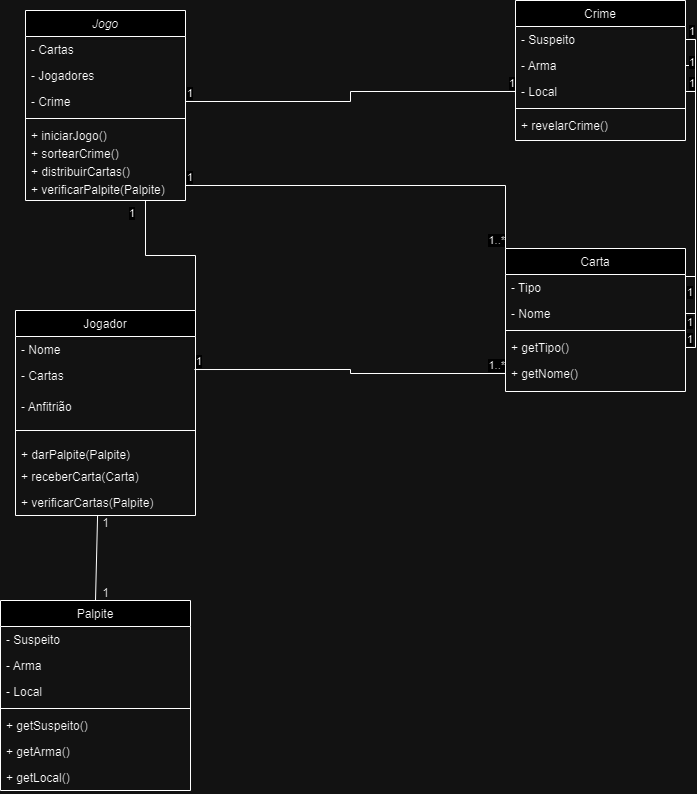 Jogo
- Cartas
- Jogadores
- Crime
+ iniciarJogo()
+ sortearCrime()
+ distribuirCartas()
+ verificarPalpite(Palpite)
1
1
1
1
Crime
- Suspeito
- Arma
- Local
+ revelarCrime()
1
1
1
1..*
Carta
- Tipo
- Nome
+ getTipo()
+ getNome()
1
1
1
Jogador
- Nome
- Cartas
- Anfitrião
+ darPalpite(Palpite)
+ receberCarta(Carta)
+ verificarCartas(Palpite)
1
1..*
1
1
Palpite
- Suspeito
- Arma
- Local
+ getSuspeito()
+ getArma()
+ getLocal()